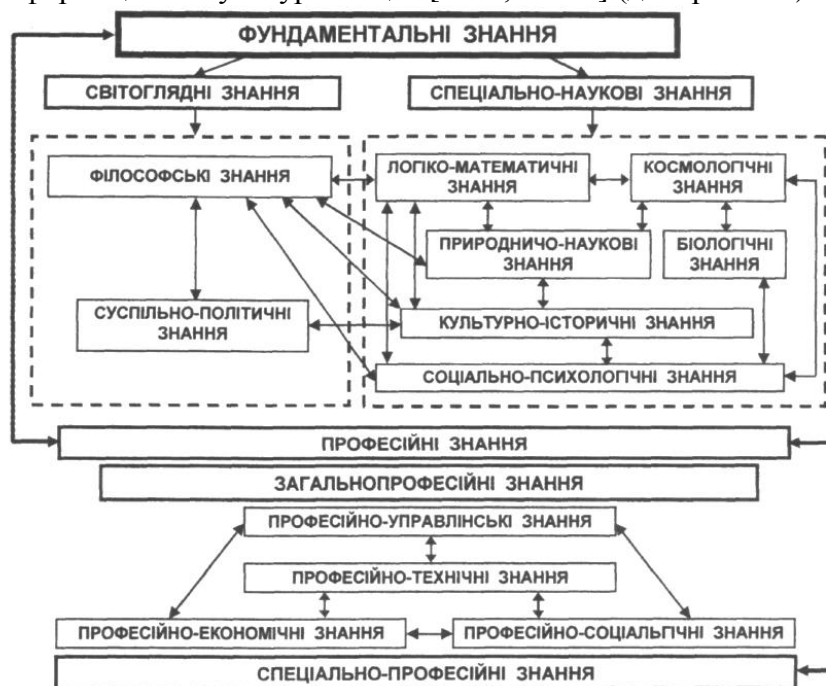 ФУНДАМЕНТАЛЬНІ ЗНАННЯ
СВІТОГЛЯДНІ ЗНАННЯ
СПЕЦІАЛЬНО-НАУКОВІ ЗНАННЯ
ФІЛОСОФСЬКІ ЗНАННЯ
ЛОГІКО-МАТЕМАТИЧНІ
ЗНАННЯ
КОСМОЛОГІЧНІ
ЗНАННЯ
ПРИРОДНИЧО-НАУКОВІ
ЗНАННЯ
БІОЛОГІЧНІ
ЗНАННЯ
СУСПІЛЬНО-ПОЛІТИЧНІ
ЗНАННЯ
КУЛЬТУРНО-ІСТОРИЧНІ ЗНАННЯ
СОЦІАЛЬНО-ПСИХОЛОГІЧНІ ЗНАННЯ
ПРОФЕСІЙНІ ЗНАННЯ
ЗАГАЛЬНОПРОФЕСІЙНІ ЗНАННЯ
ПРОФЕСІЙНО-УПРАВЛІНСЬКІ ЗНАННЯ
ПРОФЕСІЙНО-ТЕХНІЧНІ ЗНАННЯ
ПРОФЕСІЙНО-ЕКОНОМІЧНІ ЗНАННЯ
ПРОФЕСІЙНО-СОЦІАЛЬГІЧНІ ЗНАННЯ
СПЕЦІАЛЬНО-ПРОФЕСІЙНІ ЗНАННЯ